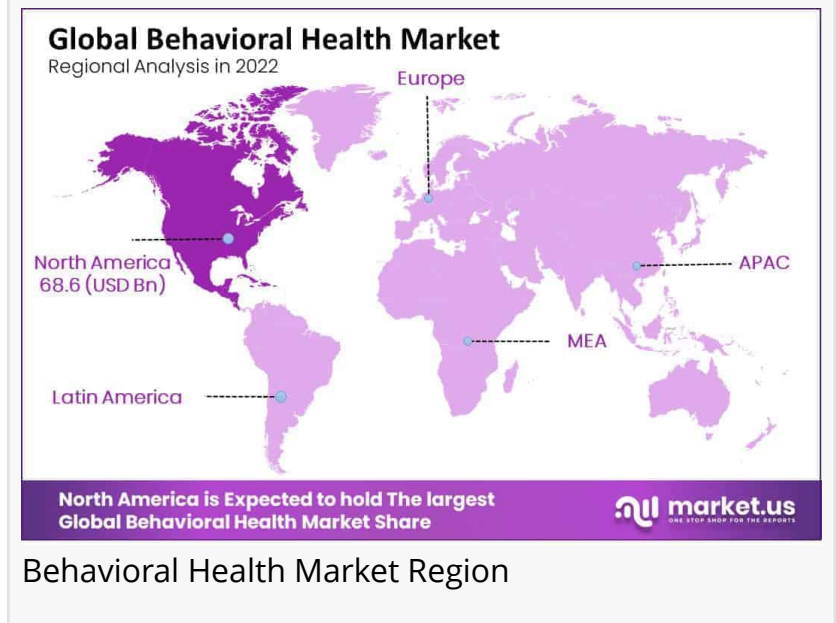 Global Behavioral Health Market
Regional Analysis in 2022
Europe
North America
68.6 (USD Bn)
APAC
MEA
Latin America
North America is Expected to hold The largest
Global Behavioral Health Market Share
market.us
ONE STOP SHOP FOR THE REPORTS
Behavioral Health Market Region